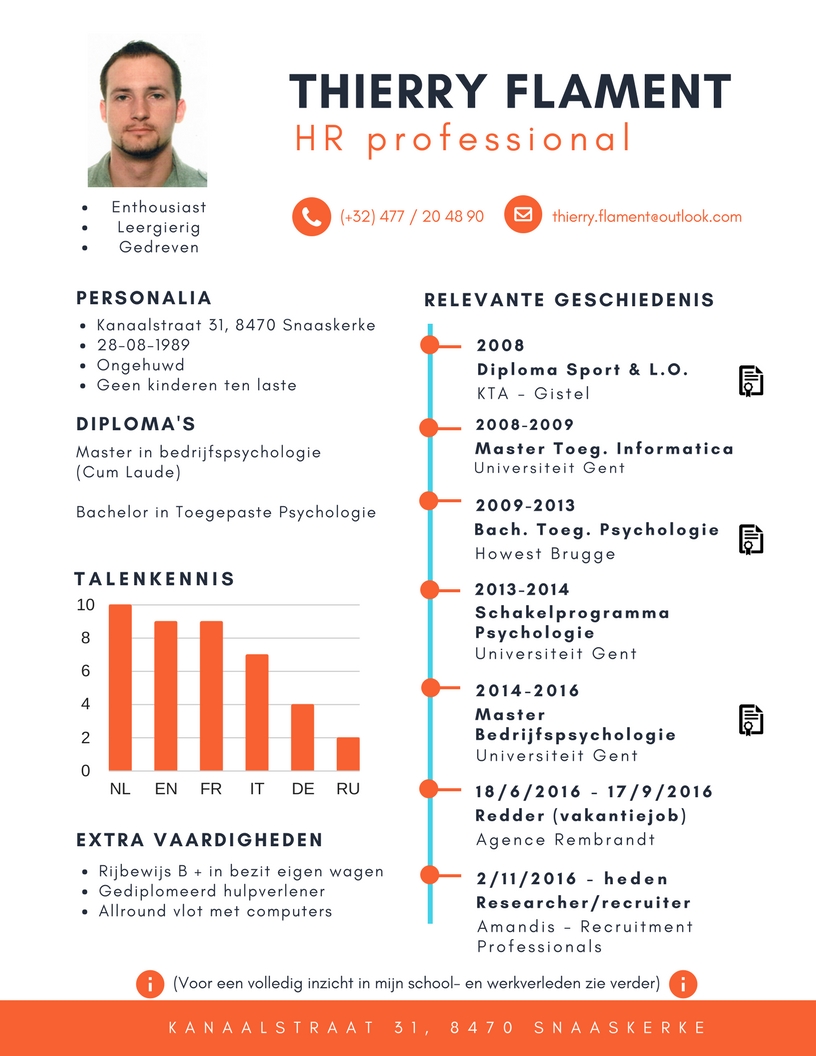 THIERRY FLAMENT
HR professional
Enthousiast
Leergierig
Gedreven
(+32) 477 / 20 48 90
thierry.flament@outlook.com
PERSONALIA
Kanaalstraat 31, 8470 Snaaskerke
28-08-1989
Ongehuwd
Geen kinderen ten laste
DIPLOMA'S
Master in bedrijfspsychologie
(Cum Laude)
Bachelor in Toegepaste Psychologie
TALENKENNIS
10
8
6
4
2
0
NL EN FR IT DE RU
EXTRA VAARDIGHEDEN
Rijbewijs B + in bezit eigen wagen
Gediplomeerd hulpverlener
Allround vlot met computers
RELEVANTE GESCHIEDENIS
2008
Diploma Sport & L.O.
KTA - Gistel
2008-2009
Master Toeg. Informatica
Universiteit Gent
2009-2013
Bach. Toeg. Psychologie
Howest Brugge
2013-2014
Schakelprogramma
Psychologie
Universiteit Gent
2014-2016
Master
Bedrijfspsychologie
Universiteit Gent
18/6/2016 - 17/9/2016
Redder (vakantiejob)
Agence Rembrandt
2/11/2016 - heden
Researcher/recruiter
Amandis - Recruitment
Professionals
(Voor een volledig inzicht in mijn school- en werkverleden zie verder)
KANAALSTRAAT 31, 8470 SNAASKERKE